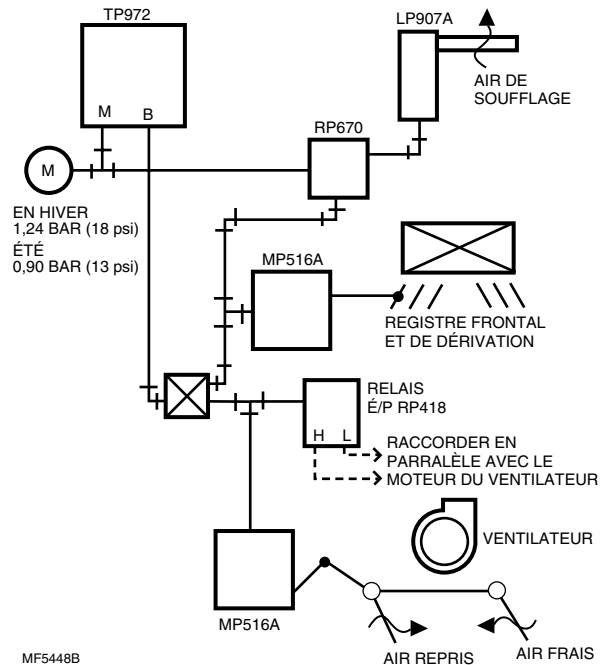 TP972
LP907A
M
B
AIR DE
SOUFFLAGE
RP670
M
EN HIVER
1,24 BAR (18 psi)
ÉTÉ
0,90 BAR (13 psi)
MP516A
REGISTRE FRONTAL
ET DE DÉRIVATION
RELAIS
É/P RP418
H
L
RACCORDER EN
PARRALÈLE AVEC LE
MOTEUR DU VENTILATEUR
VENTILATEUR
MP516A
AIR REPRIS
AIR FRAIS
MF5448B